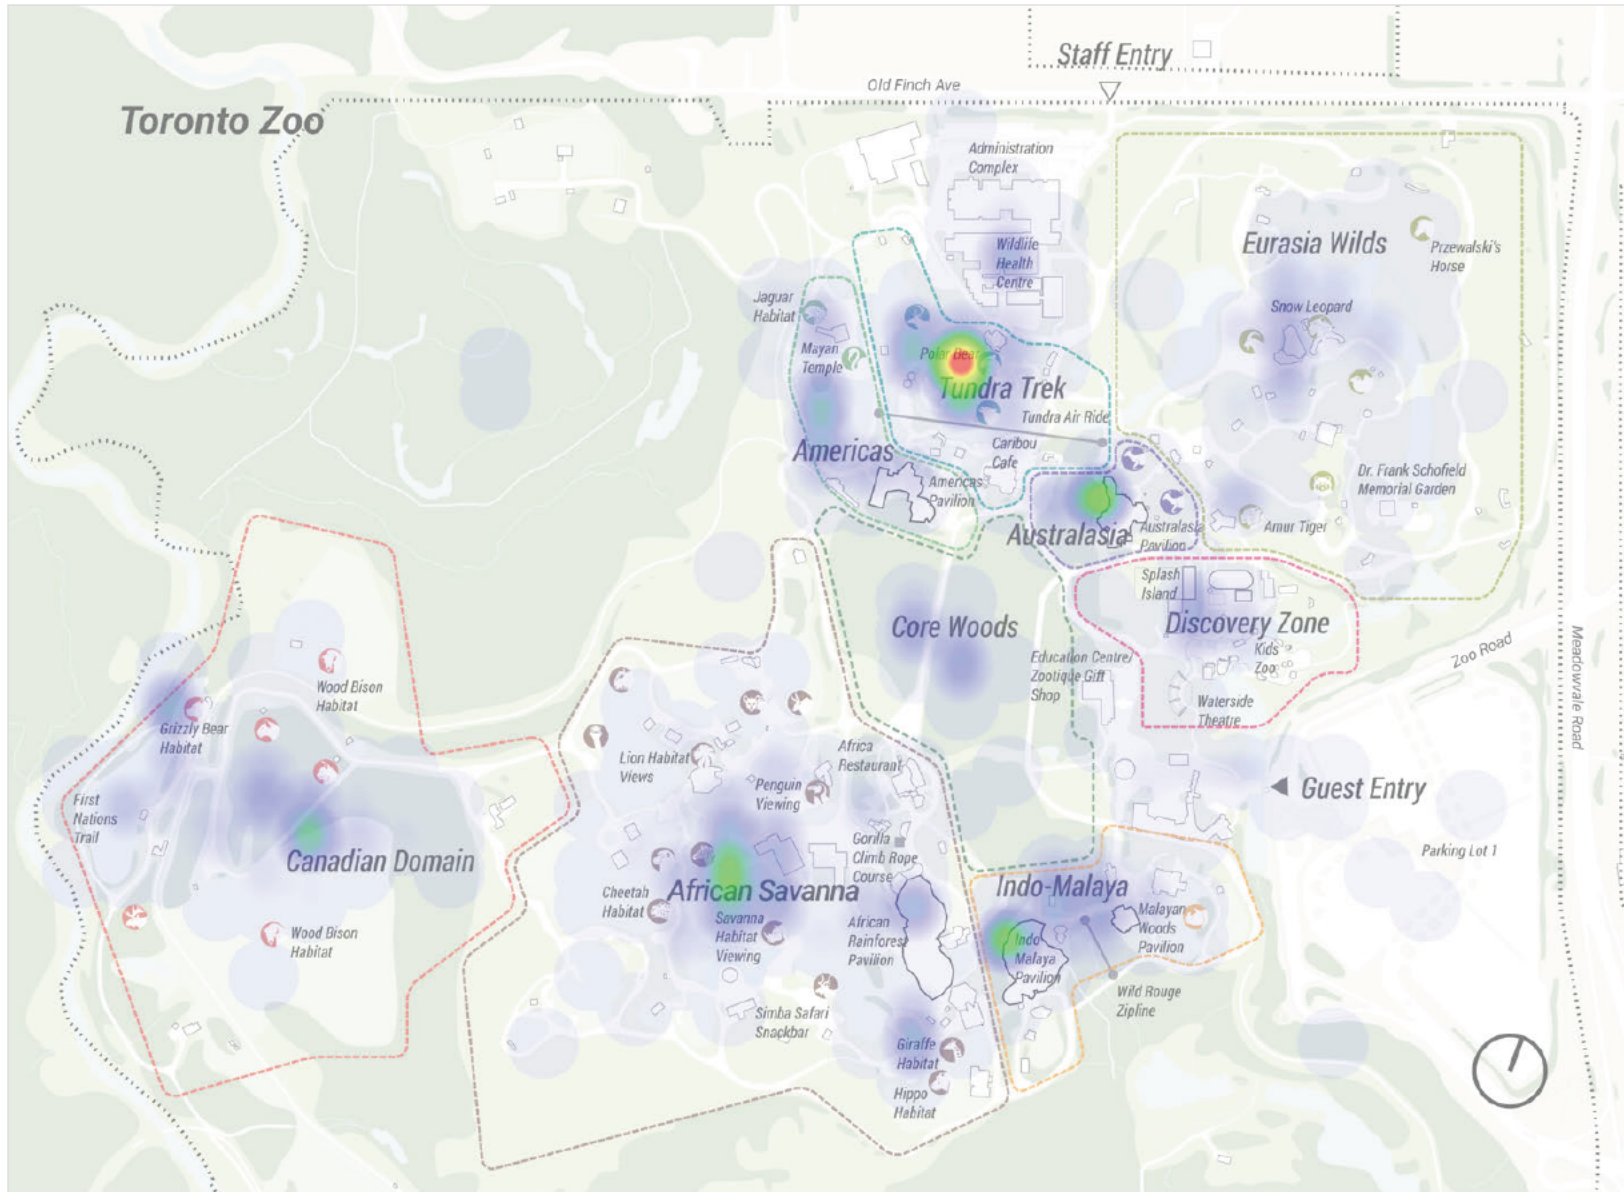 Staff Entry
Old Finch Ave
Toronto Zoo
Administration
Complex
Eurasia Wilds
Przewalski's
Horse
Wildlife
Health
Centre
Jaguar
Habitat
Snow Leopard
Mayan
Temple
Polar Bear
Tundra Trek
Tundra Air Ride
Americas
Caribou
Cafe
Americas
Pavilion
Dr. Frank Schofield
Memorial Garden
Australasia
Australasia
Pavilion
Amur Tiger
Splash
Island
Core Woods
Discovery Zone
Kids
Zoo
Zoo Road
Meadowvale Road
Education Centre/
Zootique Gift
Shop
Waterside
Theatre
Wood Bison
Habitat
Grizzly Bear
Habitat
Lion Habitat
Views
Africa
Restaurant
Penguin
Viewing
Guest Entry
First
Nations
Trail
Canadian Domain
Gorilla
Climb Rope
Course
Parking Lot 1
African Savanna
Indo-Malaya
Cheetah
Habitat
Savanna
Habitat
Viewing
African
Rainforest
Pavilion
Malayan
Woods
Pavilion
Wood Bison
Habitat
Indo
Malaya
Pavilion
Wild Rouge
Zipline
Simba Safari
Snackbar
Giraffe
Habitat
Hippo
Habitat